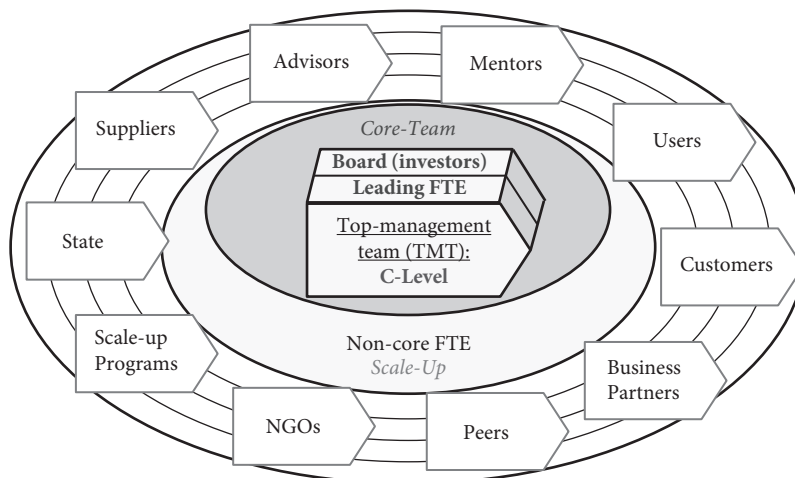 Advisors
Mentors
Suppliers
Core-Team
Users
Board (investors)
Leading FTE
State
Top-management
team (TMT):
C-Level
Customers
Scale-up
Programs
Non-core FTE
Scale-Up
Business
Partners
NGOs
Peers